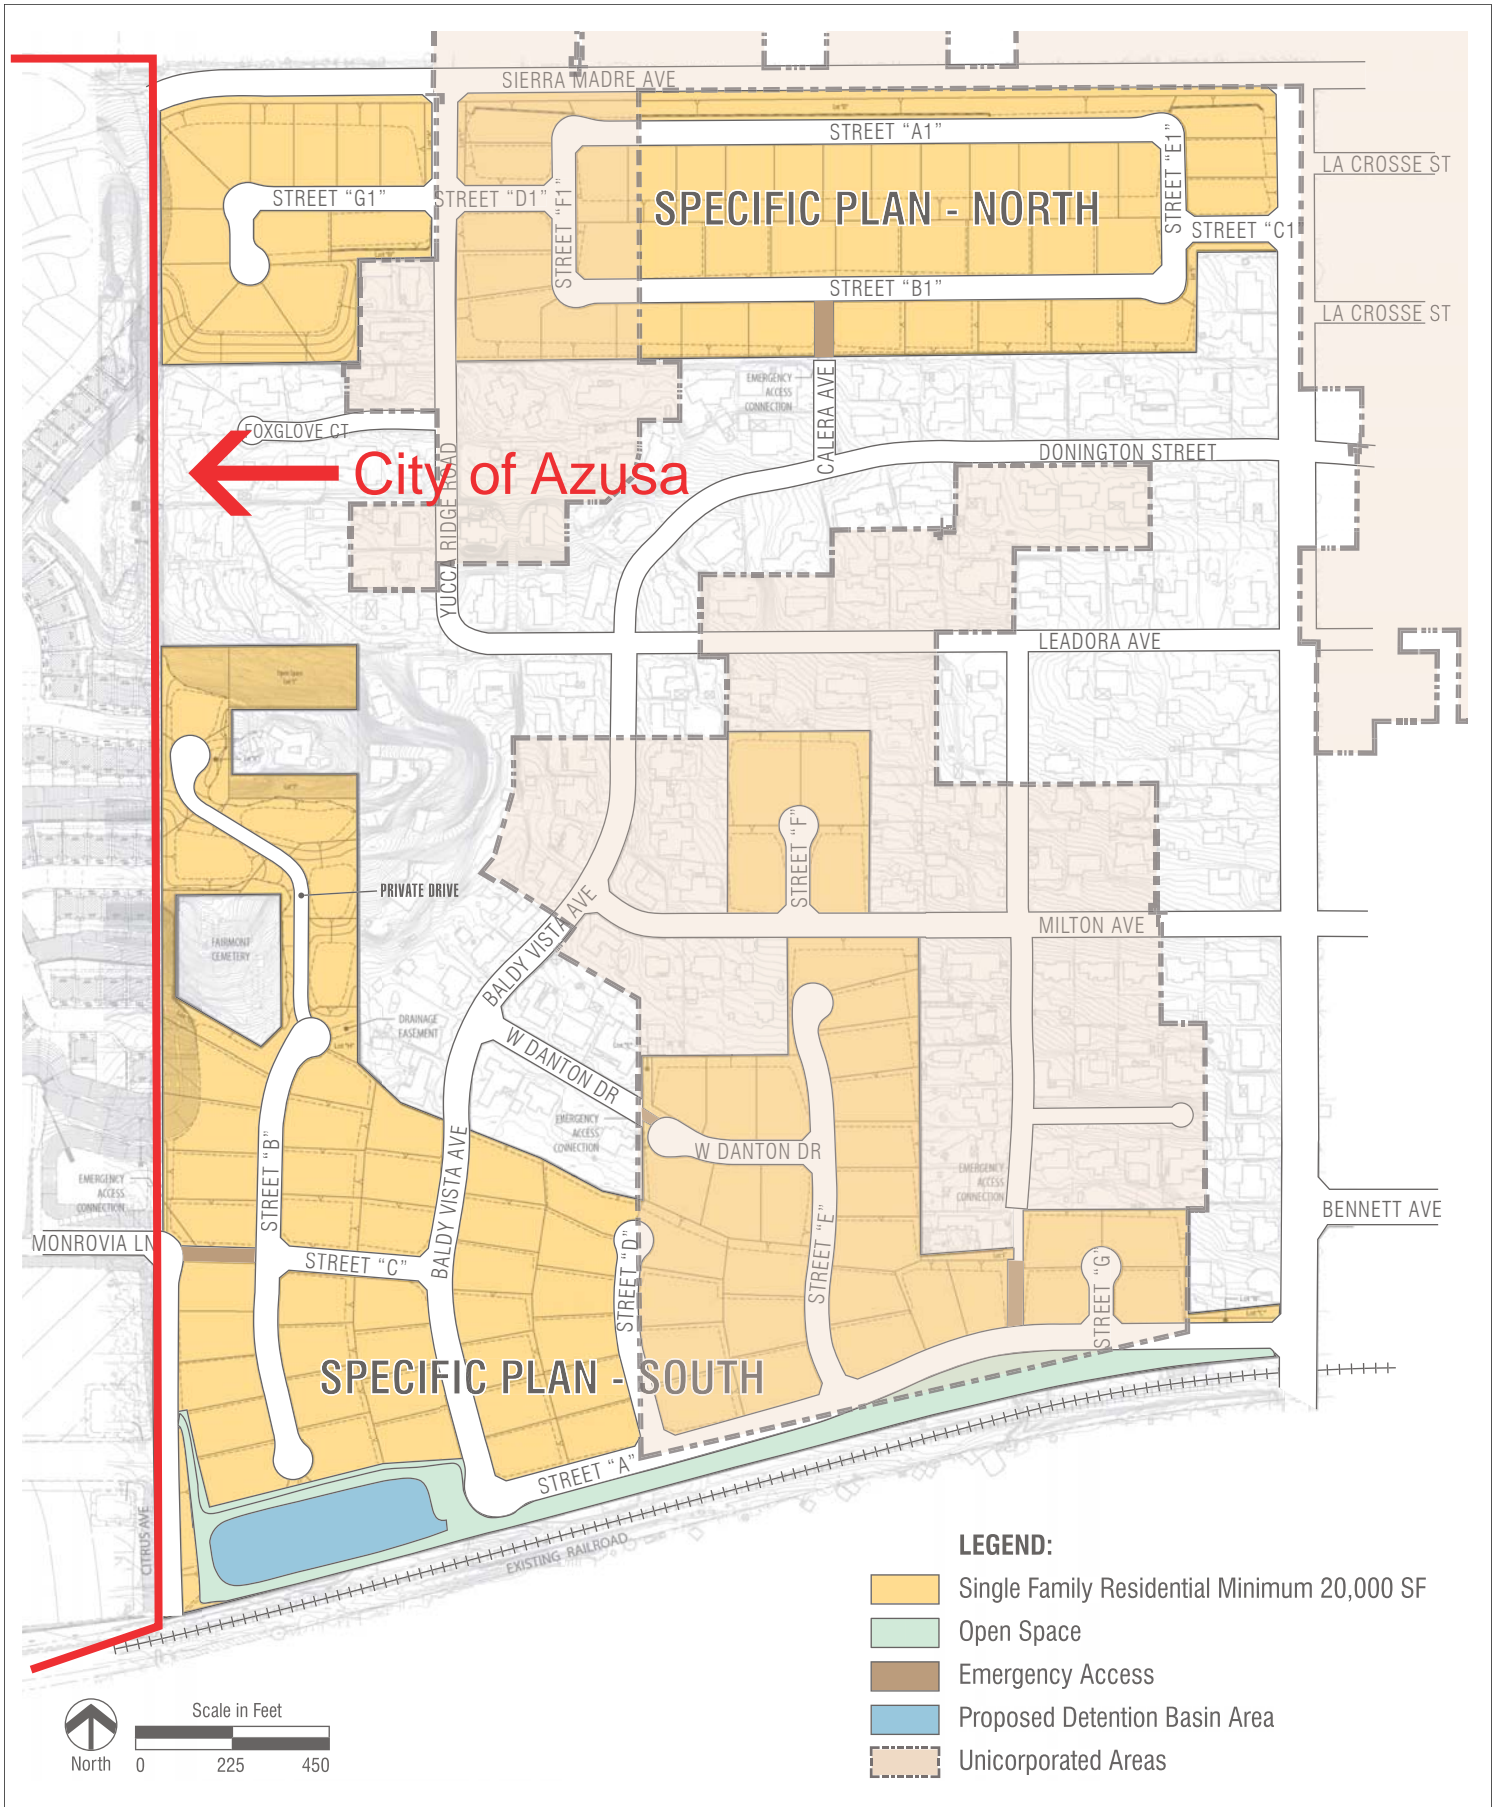 SIERRA MADRE AVE
STREET “A1”
STREET “E1”
LA CROSSE ST
STREET “G1”
STREET “D1”
STREET “F1”
SPECIFIC PLAN - NORTH
STREET “C1
STREET “B1”
LA CROSSE ST
EMERGENCY
ACCESS
CONNECTION
CALERA AVE
FOXGLOVE CT
City of Azusa
YUCCA RIDGE ROAD
DONINGTON STREET
LEADORA AVE
STREET “F”
PRIVATE DRIVE
BALDY VISTA AVE
MILTON AVE
FAIRMONT
CEMETERY
DRAINAGE
EASEMENT
W DANTON DR
EMERGENCY
ACCESS
CONNECTION
STREET “B”
BALDY VISTA AVE
W DANTON DR
EMERGENCY
ACCESS
CONNECTION
EMERGENCY
ACCESS
CONNECTION
BENNETT AVE
MONROVIA LN
STREET “C”
STREET “D”
STREET “E”
STREET “G”
SPECIFIC PLAN - SOUTH
STREET “A”
CITRUS AVE
EXISTING RAILROAD
LEGEND:
Single Family Residential Minimum 20,000 SF
Open Space
Emergency Access
Proposed Detention Basin Area
Unicorporated Areas
Scale in Feet
North
0 225 450